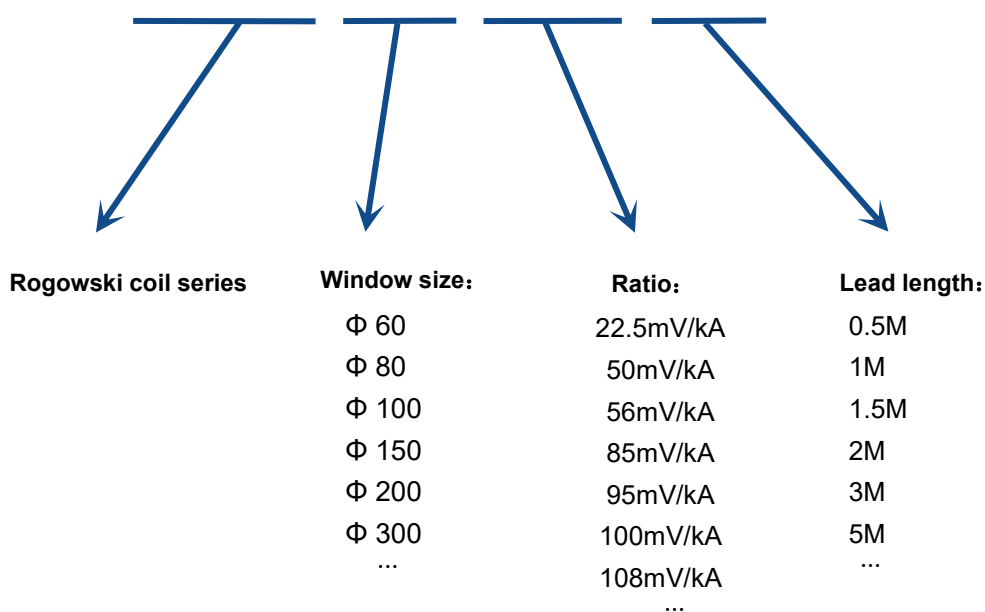 Rogowski coil series
Window size：
Φ 60
Φ 80
Φ 100
Φ 150
Φ 200
Φ 300
...
Ratio：
22.5mV/kA
50mV/kA
56mV/kA
85mV/kA
95mV/kA
100mV/kA
108mV/kA
...
Lead length：
0.5M
1M
1.5M
2M
3M
5M
...